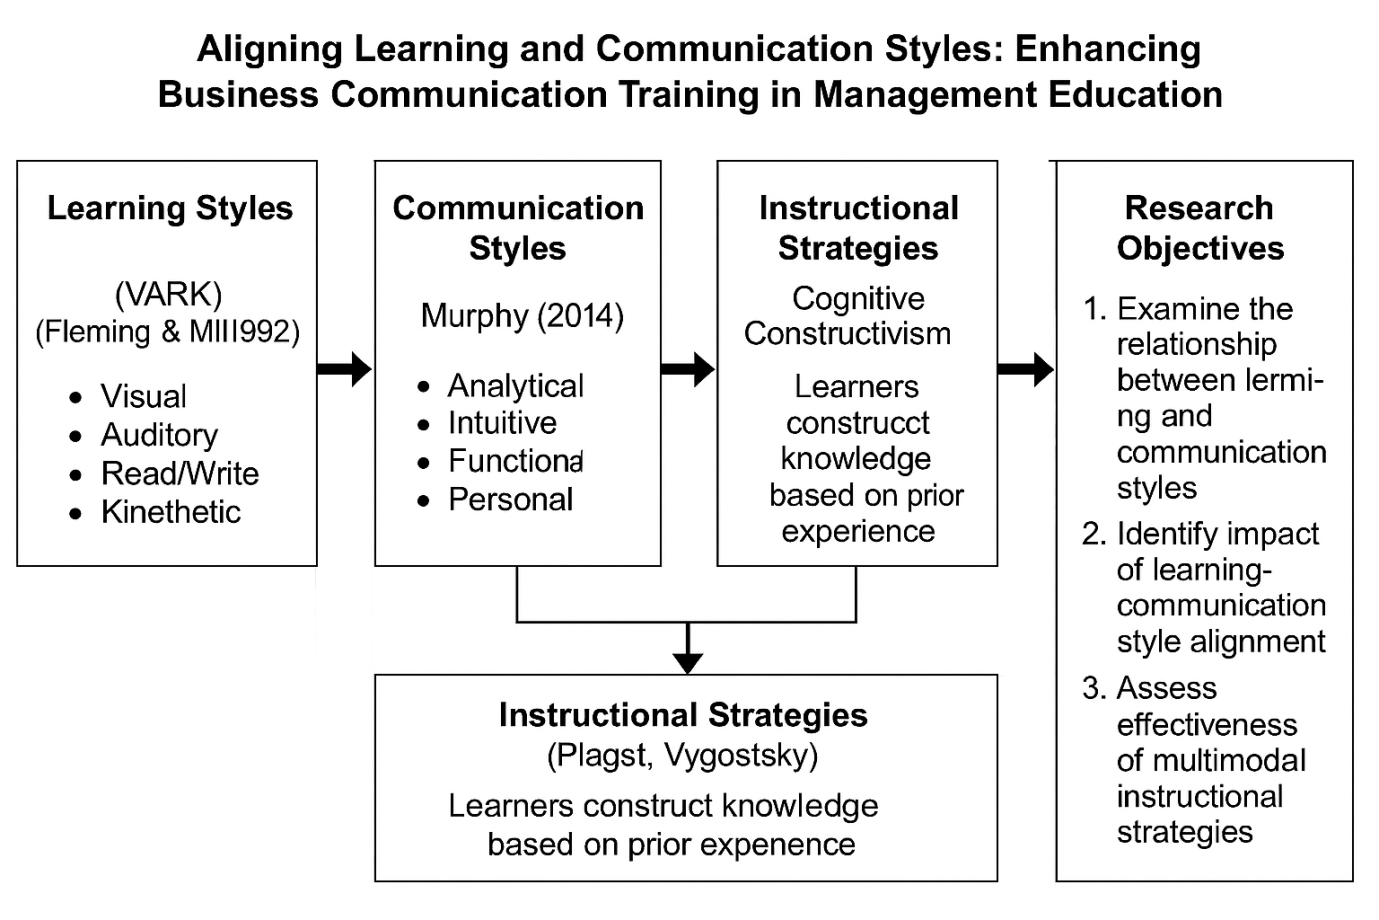 Aligning Learning and Communication Styles: Enhancing
Business Communication Training in Management Education
Learning Styles
(VARK)
(Fleming & MIll1992)
• Visual
• Auditory
• Read/Write
• Kinethetic
Communication
Styles
Murphy (2014)
• Analytical
• Intuitive
• Functional
• Personal
Instructional
Strategies
Cognitive
Constructivism
Learners
construcct
knowledge
based on prior
experience
Research
Objectives
1. Examine the
relationship
between lermi-
ng and
communication
styles
2. Identify impact
of learning-
communication
style alignment
3. Assess
effectiveness
of multimodal
instructional
strategies
Instructional Strategies
(Plagst, Vygostsky)
Learners construct knowledge
based on prior expenence